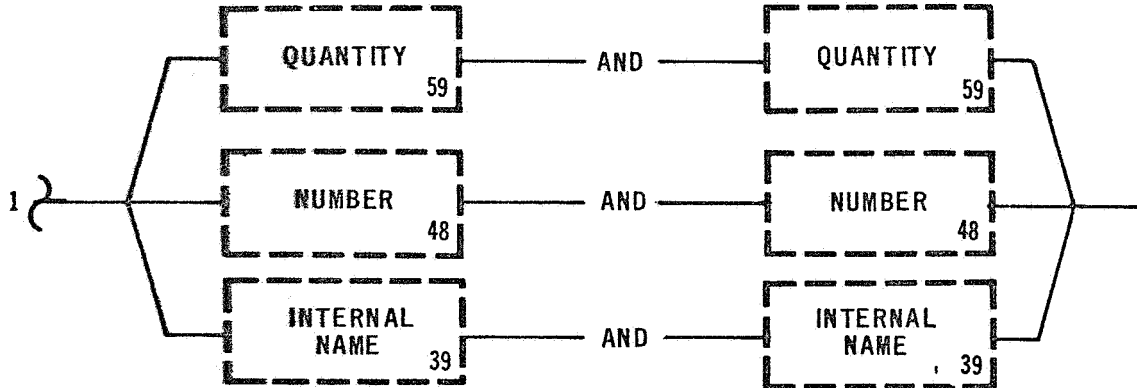 QUANTITY AND QUANTITY
59 59
1 NUMBER AND NUMBER
48 48
INTERNAL NAME AND INTERNAL NAME
39 39